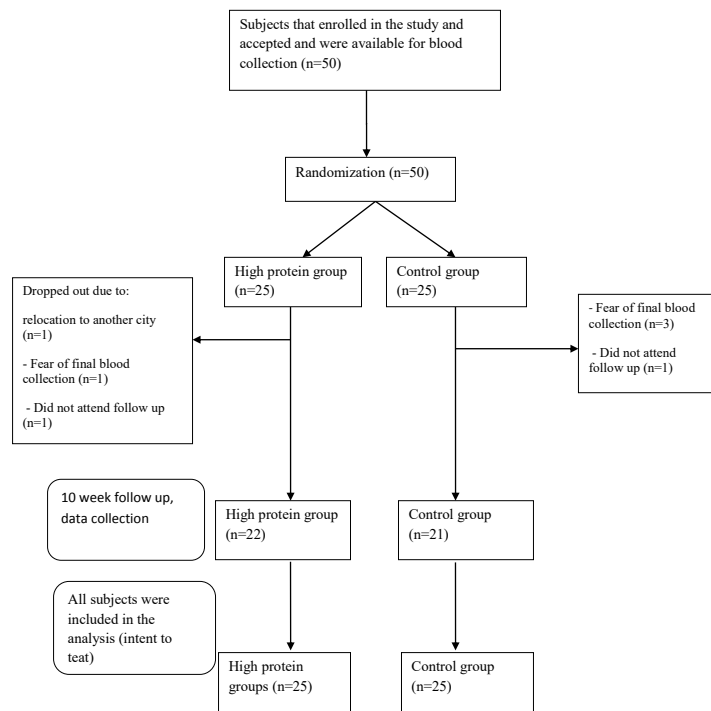 Subjects that enrolled in the study and
accepted and were available for blood
collection (n=50)
Randomization (n=50)
High protein group
(n=25)
Control group
(n=25)
Dropped out due to:
relocation to another city
(n=1)
- Fear of final blood
collection (n=1)
- Did not attend follow up
(n=1)
- Fear of final blood
collection (n=3)
- Did not attend
follow up (n=1)
10 week follow up,
data collection
High protein group
(n=22)
Control group
(n=21)
All subjects were
included in the
analysis (intent to
teat)
High protein
groups (n=25)
Control group
(n=25)